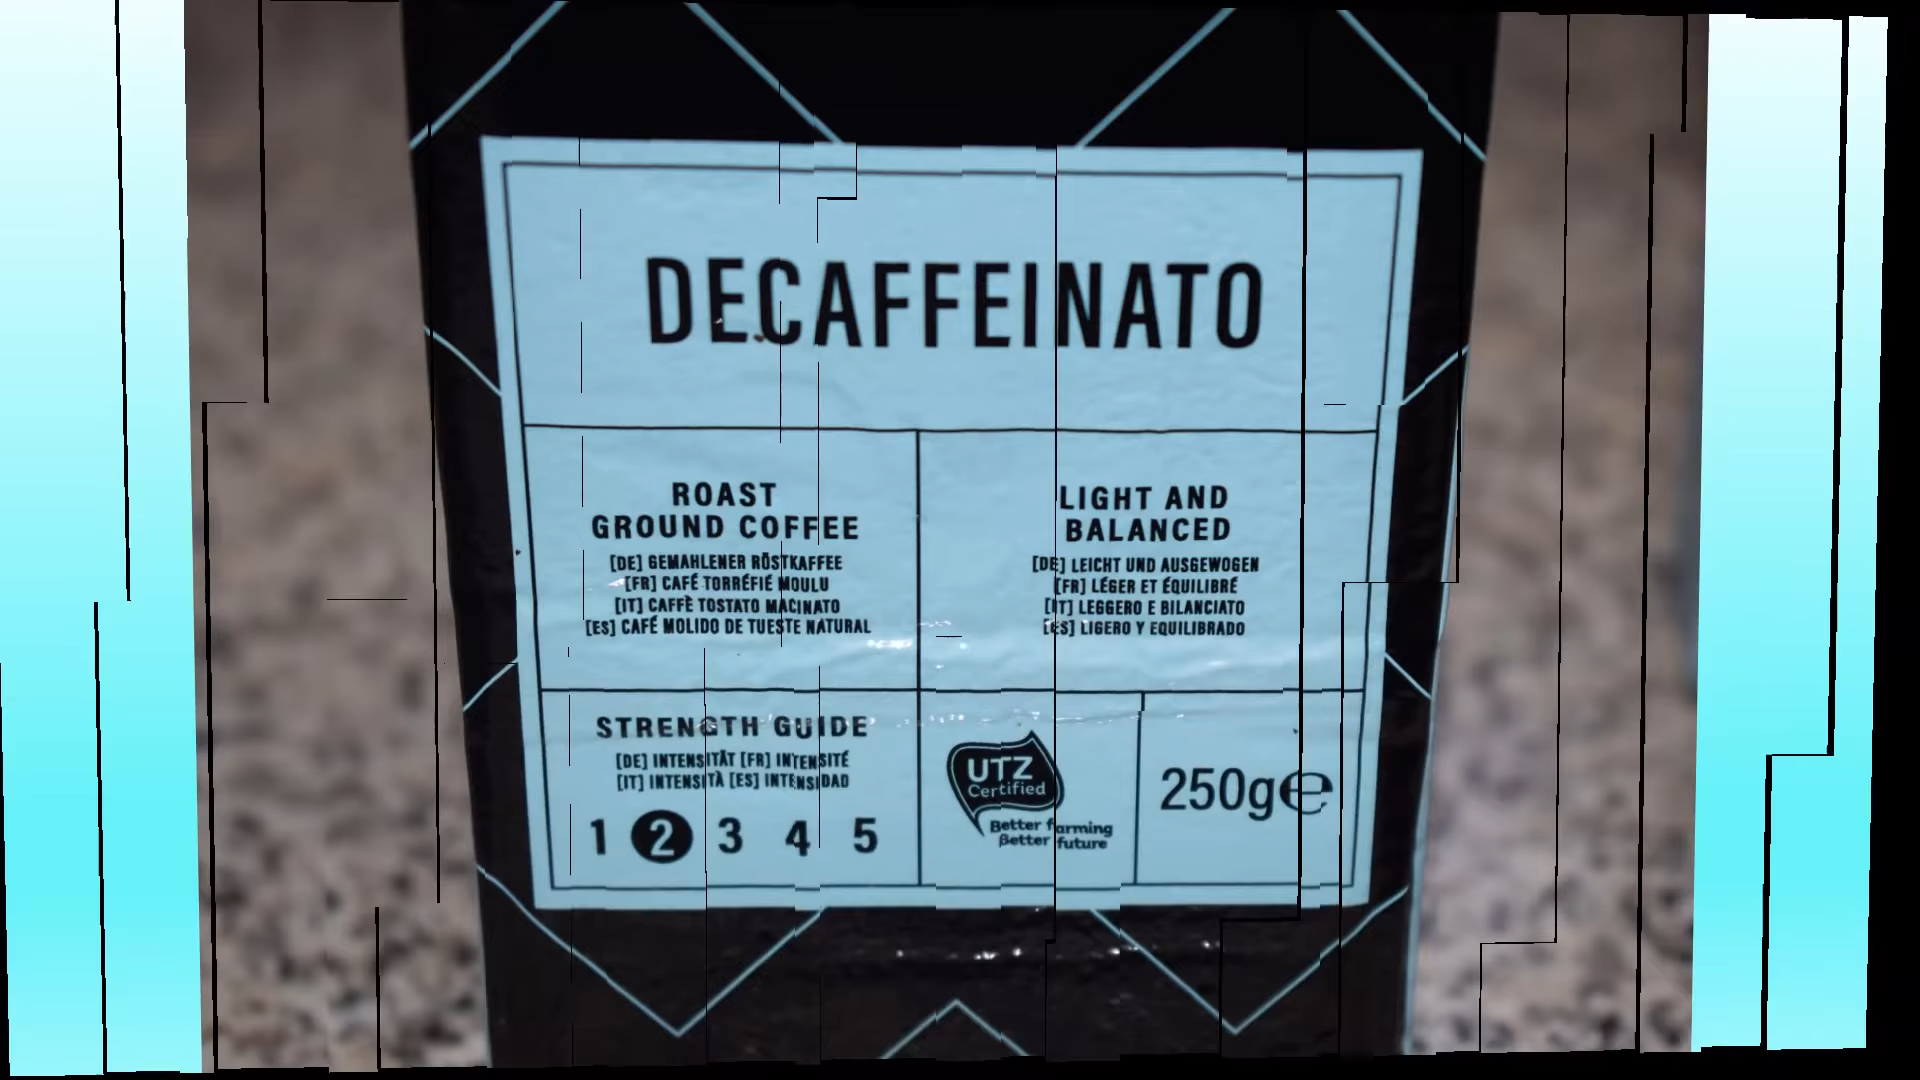 DECAFFEINATO
ROAST
GROUND COFFEE
[DE] GEMAHLENER RÖSTKAFFEE
[FR] CAFÉ TORRÉFIÉ MOULU
[IT] CAFFÈ TOSTATO MACINATO
[ES] CAFÉ MOLIDO DE TUESTE NATURAL
LIGHT AND
BALANCED
[DE] LEICHT UND AUSGEWOGEN
[FR] LÉGER ET ÉQUILIBRÉ
[IT] LEGGERO E BILANCIATO
[ES] LIGERO Y EQUILIBRADO
STRENGTH GUIDE
[DE] INTENSITÄT [FR] INTENSITÉ
[IT] INTENSITÀ [ES] INTENSIDAD
1 2 3 4 5
UTZ
Certified
Better farming
Better future
250g℮